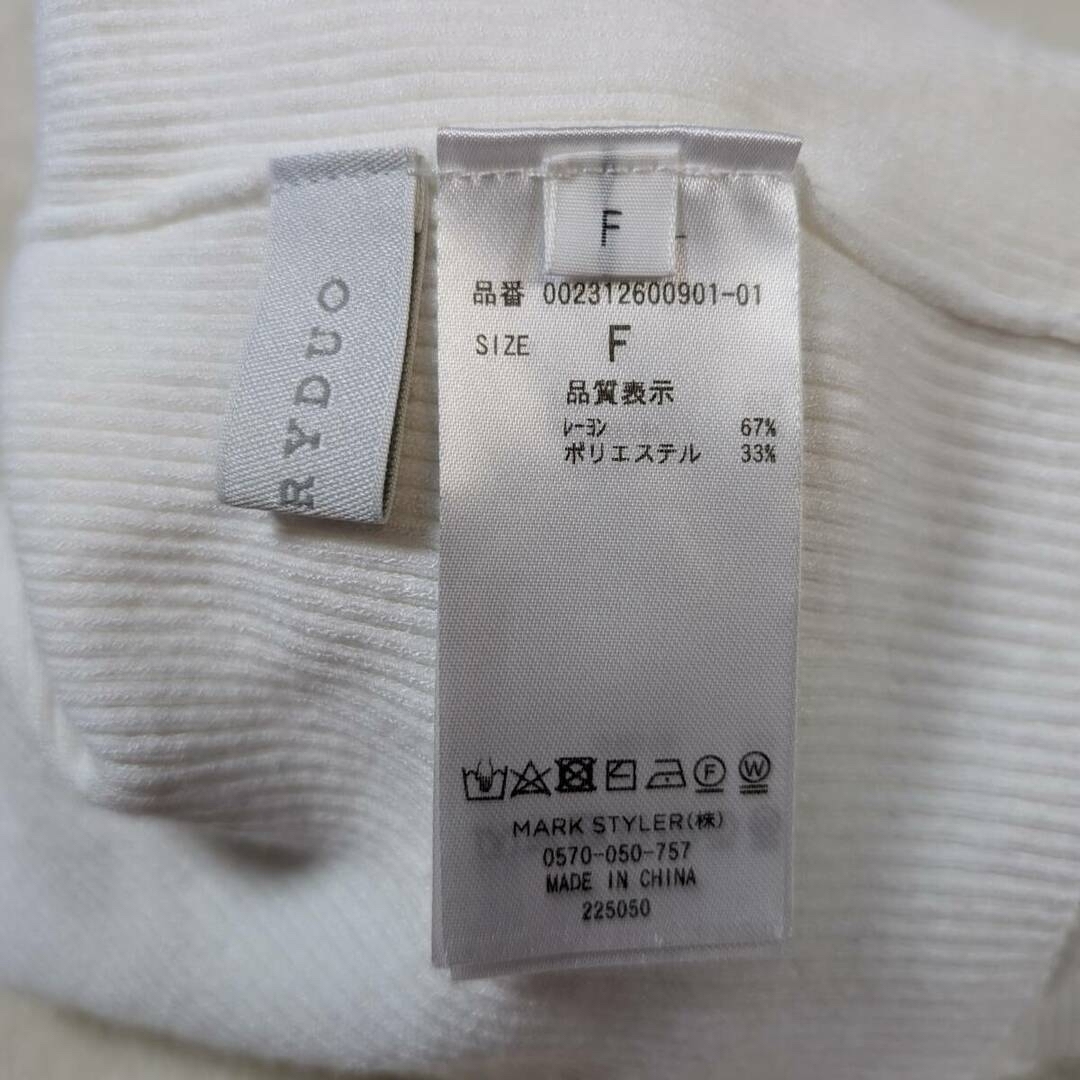 RYDUO
F
品番 002312600901-01
SIZE F
品質表示
レーヨン 67%
ポリエステル 33%
F W
MARK STYLER(株)
0570-050-757
MADE IN CHINA
225050